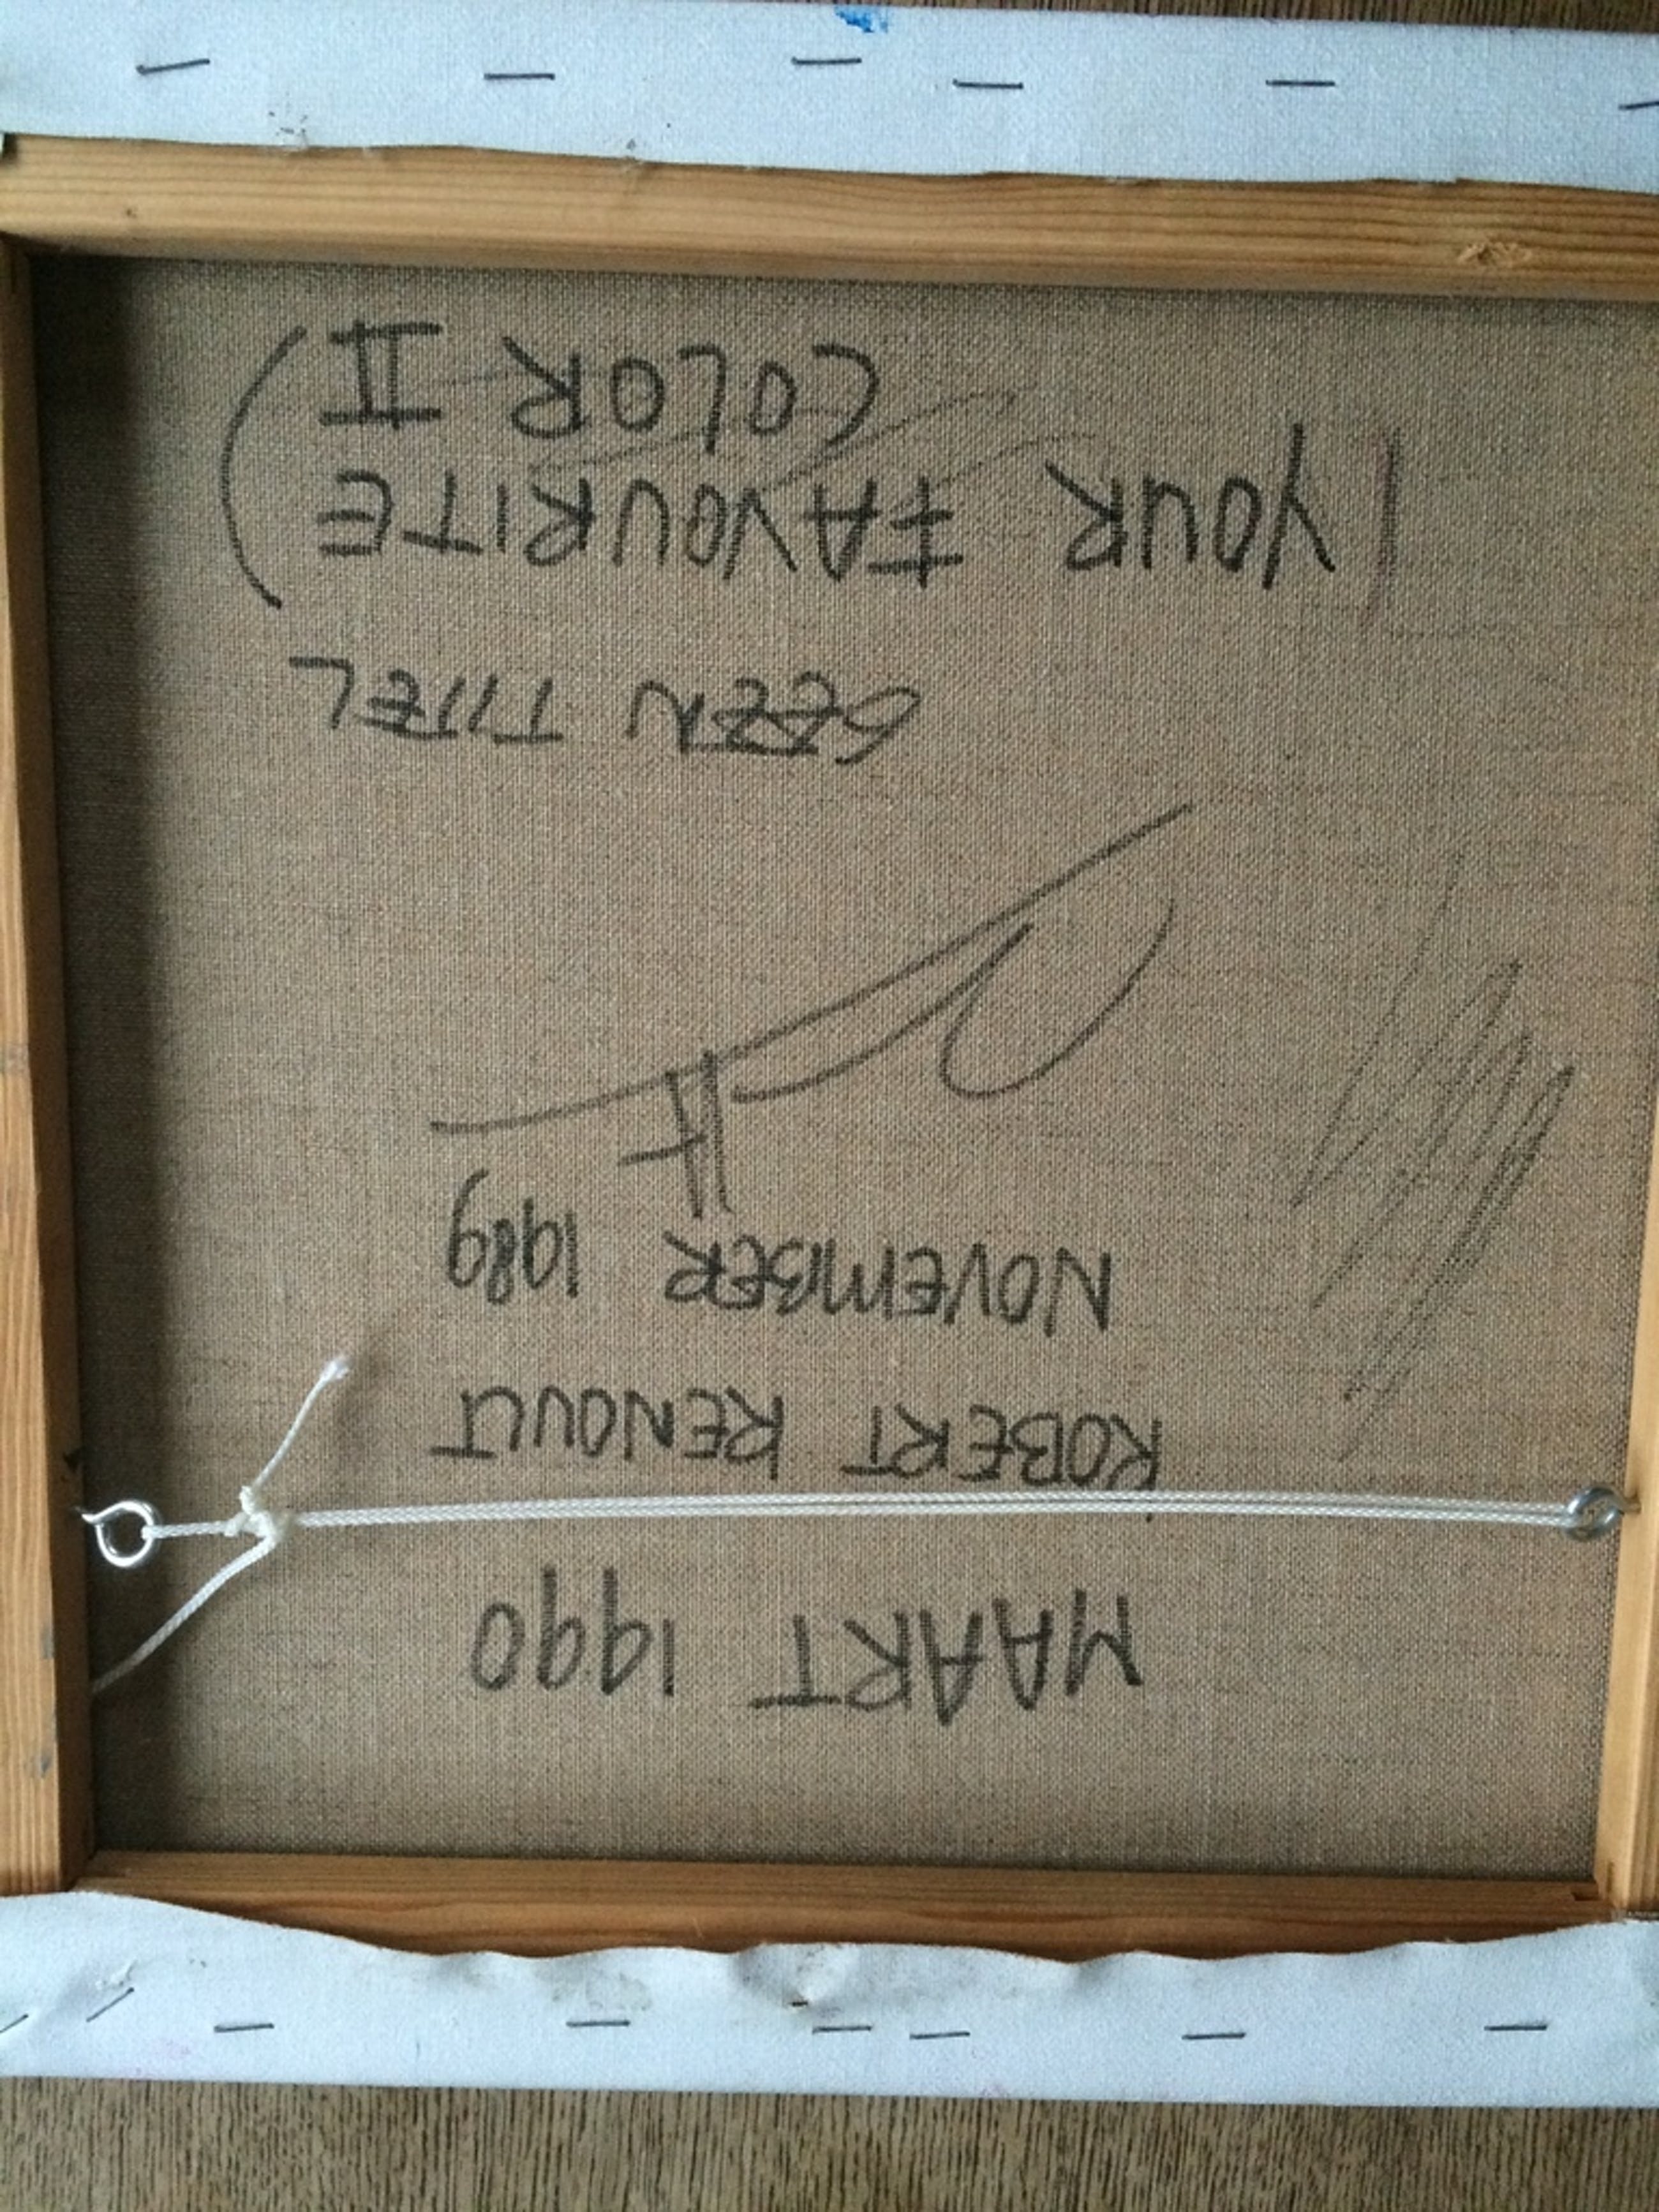 MAART 1990
ROBERT RENOUT
NOVEMBER 1989
GEEN TITEL
(YOUR FAVOURITE
COLOR II)